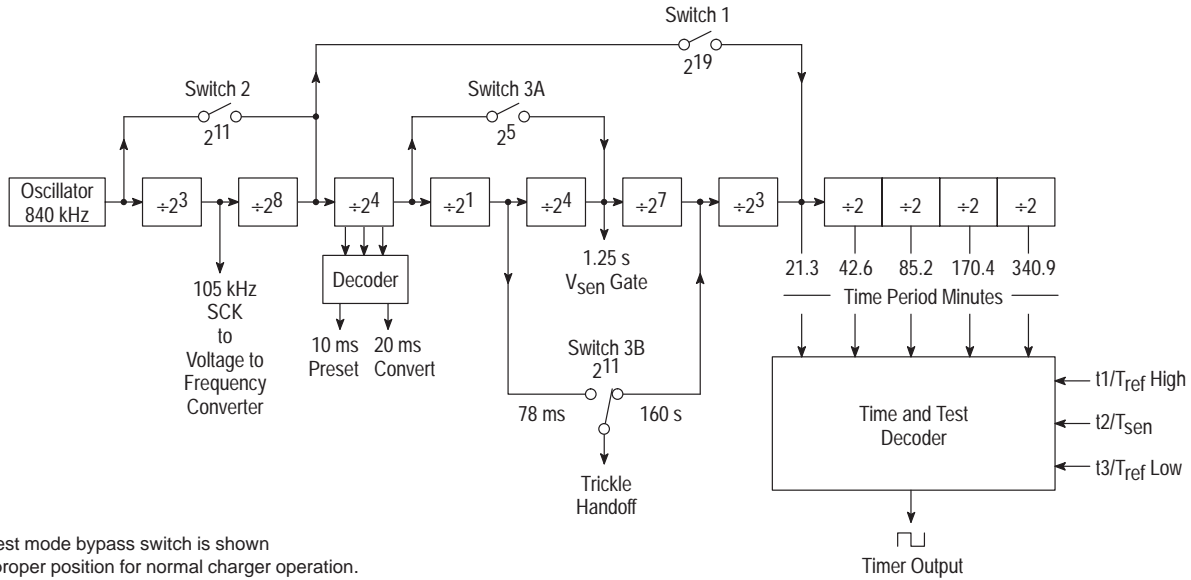 Switch 1
2^19
Switch 2
2^11
Switch 3A
2^5
Oscillator
840 kHz
÷2^3
÷2^8
÷2^4
÷2^1
÷2^4
÷2^7
÷2^3
÷2
÷2
÷2
÷2
105 kHz
SCK
to
Voltage to
Frequency
Converter
Decoder
10 ms
Preset
20 ms
Convert
1.25 s
Vsen Gate
Switch 3B
2^11
78 ms
160 s
Trickle
Handoff
21.3
42.6
85.2
170.4
340.9
Time Period Minutes
Time and Test
Decoder
t1/Tref High
t2/Tsen
t3/Tref Low
Timer Output
est mode bypass switch is shown
proper position for normal charger operation.